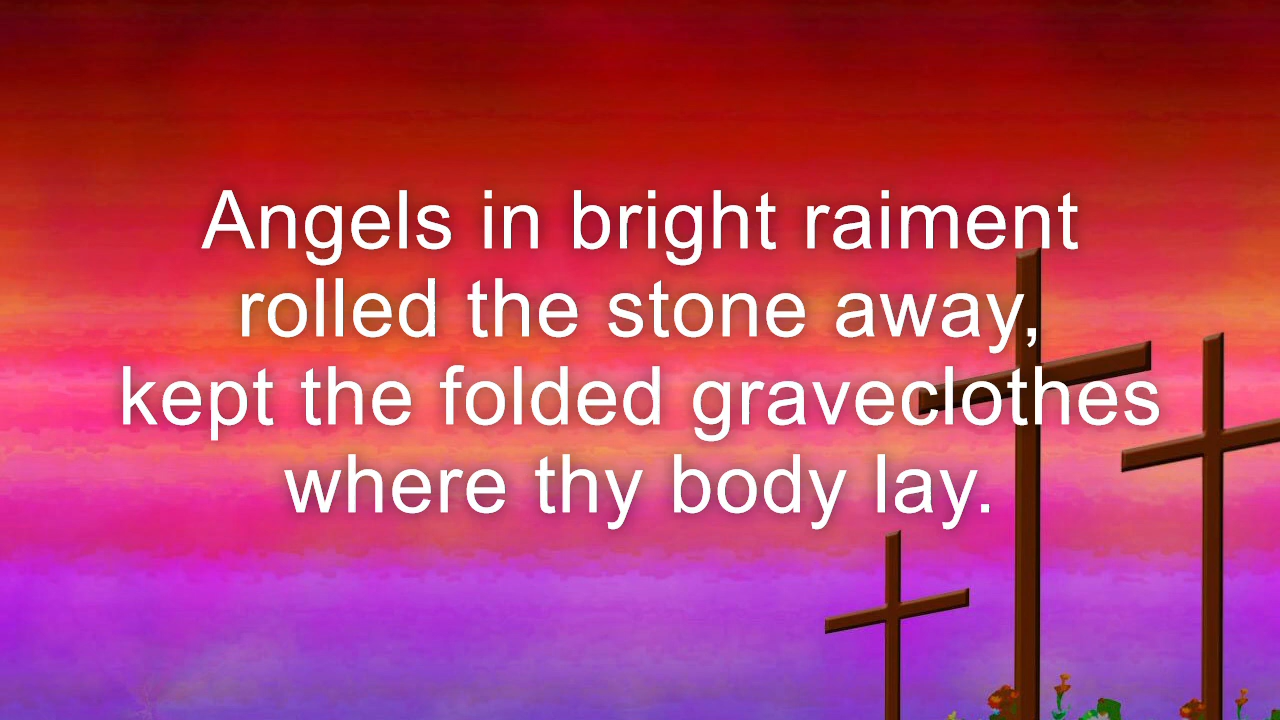 Angels in bright raiment
rolled the stone away,
kept the folded graveclothes
where thy body lay.